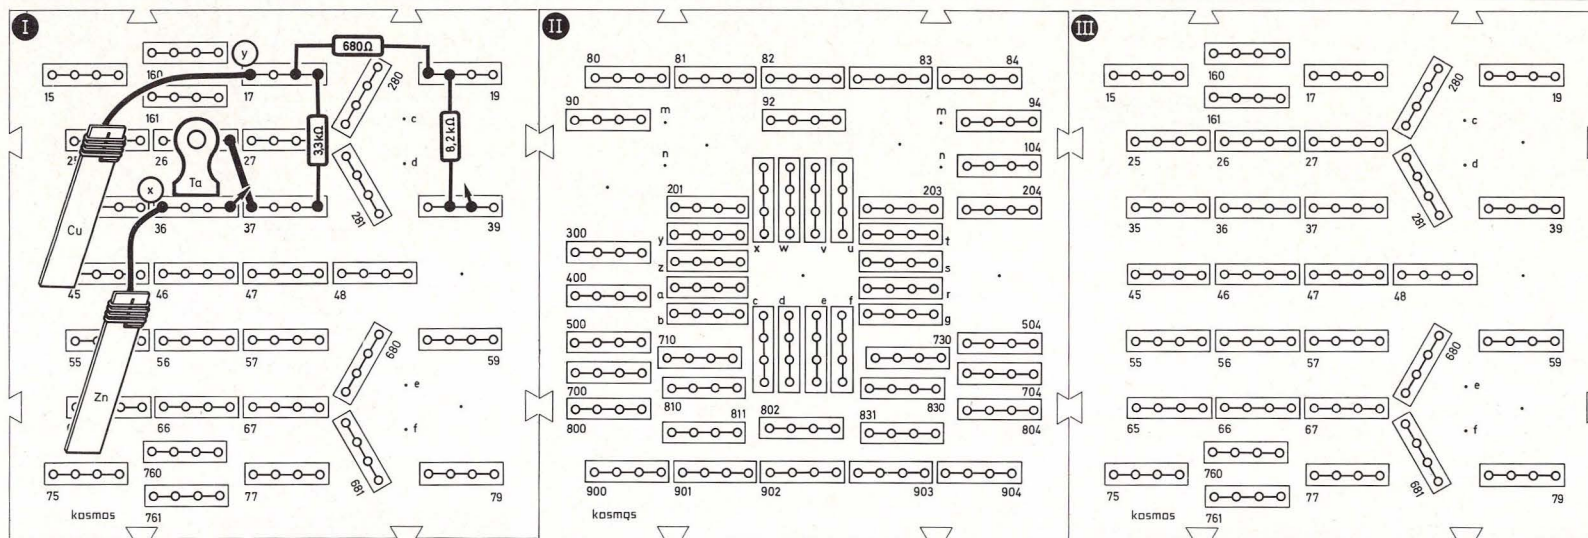 I
680Ω
y
160
17
280
19
15
161
c
3,3kΩ
8,2kΩ
26
27
d
Ta
x
36
37
281
39
Cu
45
46
47
48
55
56
57
680
59
Zn
e
66
67
f
760
75
77
681
79
761
kosmos
II
80
81
82
83
84
90
m
92
m
94
n
n
104
201
203
204
y
x
w
v
u
t
300
z
s
400
a
c
d
e
f
r
b
g
500
710
730
504
700
810
811
802
831
830
704
800
804
900
901
902
903
904
kosmos
III
15
160
17
280
19
161
c
25
26
27
d
35
36
37
281
39
45
46
47
48
55
56
57
680
59
e
65
66
67
f
760
75
77
681
79
761
kosmos